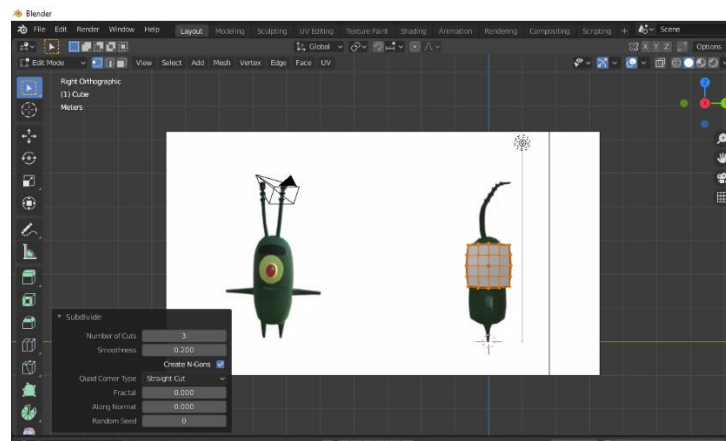 Blender
File Edit Render Window Help Layout Modeling Sculpting UV Editing Texture Paint Shading Animation Rendering Compositing Scripting + Scene
Global X Y Z Options
Edit Mode View Select Add Mesh Vertex Edge Face UV
Right Orthographic
(1) Cube
Meters
Z
Subdivide
Number of Cuts 3
Smoothness 0.200
Create N-Gons
Quad Corner Type Straight Cut
Fractal 0.000
Along Normal 0.000
Random Seed 0